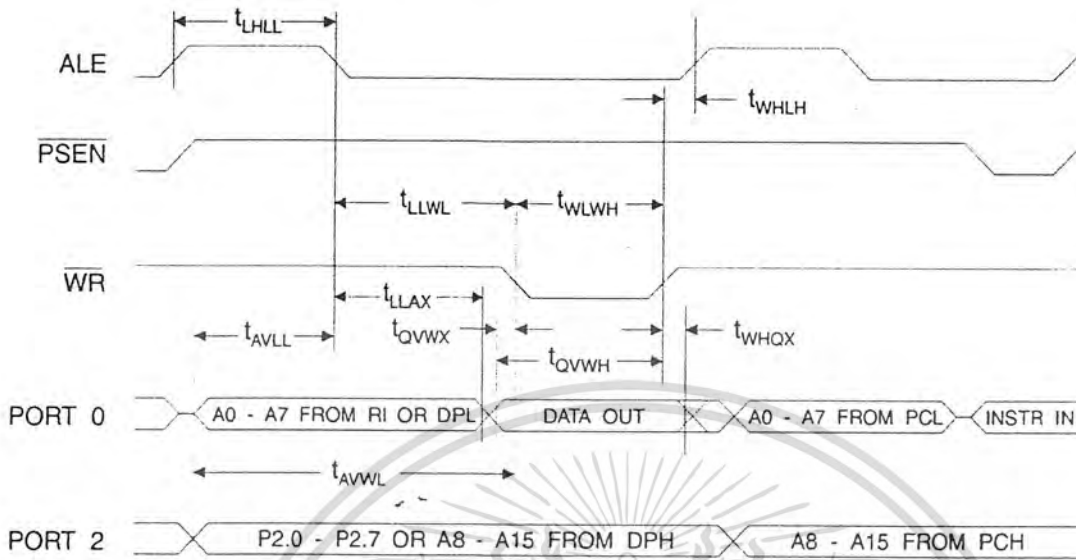 tLHLL
ALE
tWHLH
PSEN
tLLWL
tWLWH
WR
tLLAX
tAVLL
tQVWX
tWHQX
tQVWH
PORT 0
A0 - A7 FROM RI OR DPL
DATA OUT
A0 - A7 FROM PCL
INSTR IN
tAVWL
PORT 2
P2.0 - P2.7 OR A8 - A15 FROM DPH
A8 - A15 FROM PCH